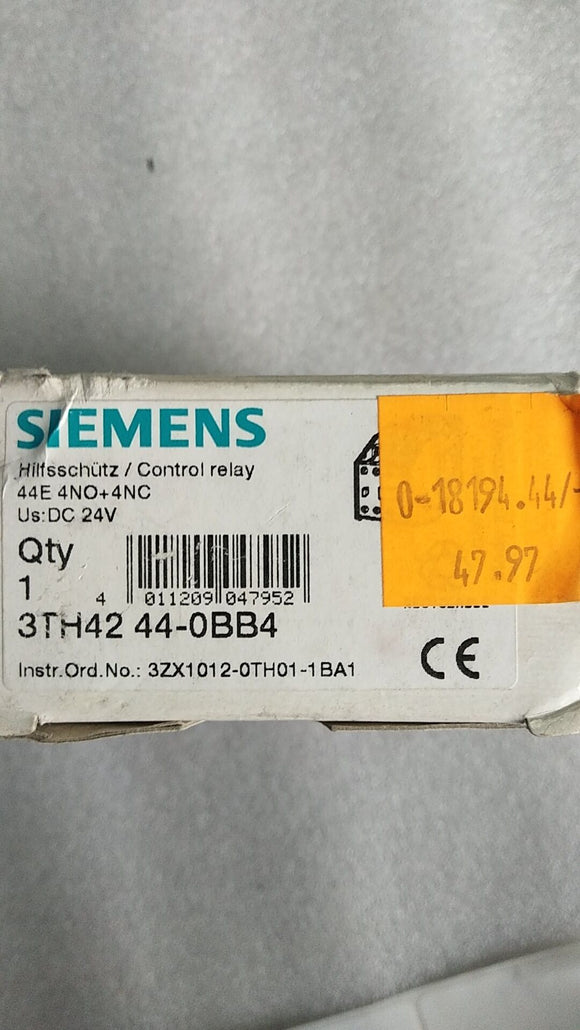 SIEMENS
Hilfsschütz / Control relay
44E 4NO+4NC
Us:DC 24V
Qty
1
4 011209 047952
3TH42 44-0BB4
Instr.Ord.No.: 3ZX1012-0TH01-1BA1
CE
0-18194.44/-
47.97